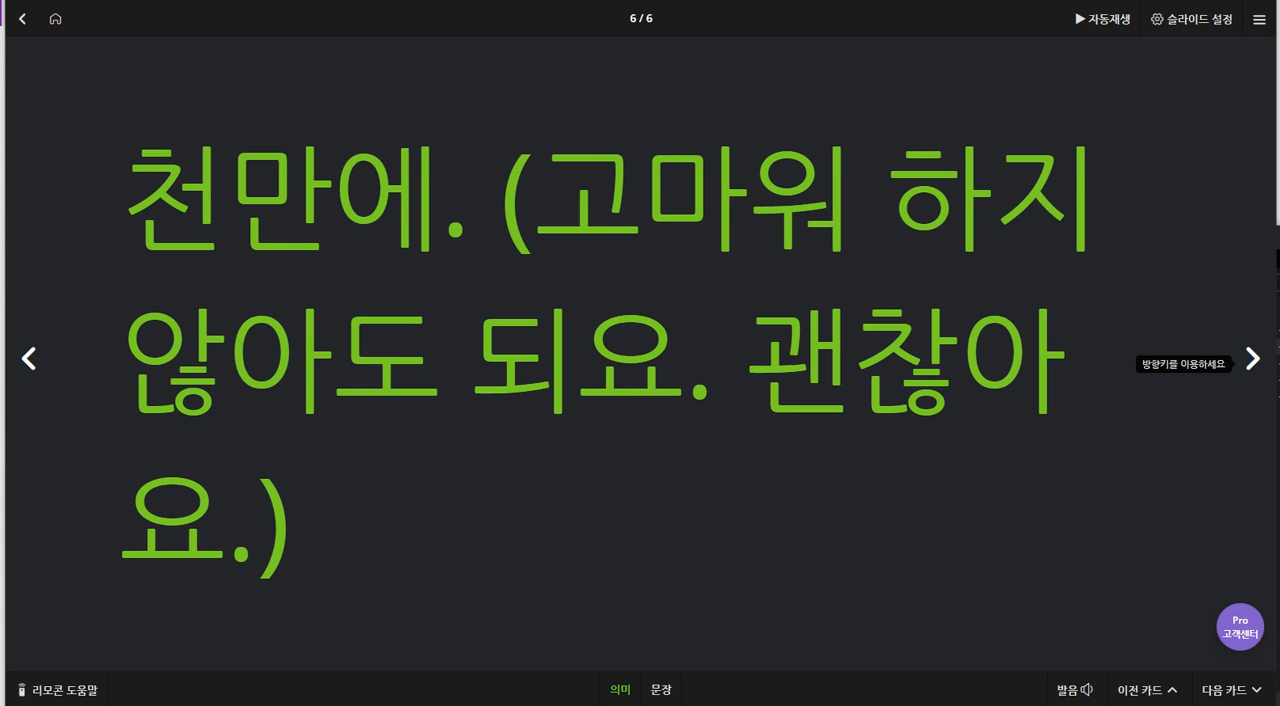 6 / 6
자동재생
슬라이드 설정
천만에. (고마워 하지
않아도 되요. 괜찮아
요.)
방향키를 이용하세요
Pro
고객센터
리모콘 도움말
의미
문장
발음
이전 카드
다음 카드